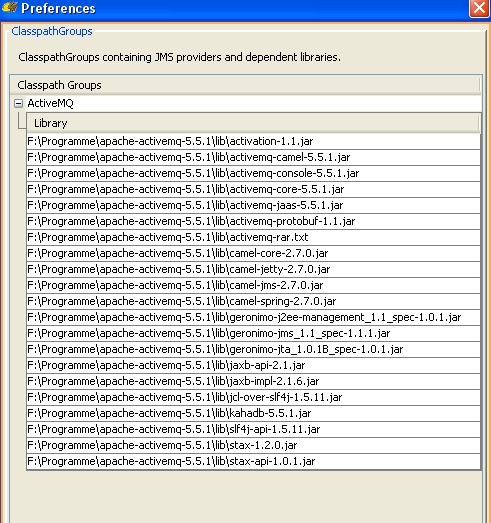 Preferences
ClasspathGroups
ClasspathGroups containing JMS providers and dependent libraries.
Classpath Groups
ActiveMQ
Library
F:\Programme\apache-activemq-5.5.1\lib\activation-1.1.jar
F:\Programme\apache-activemq-5.5.1\lib\activemq-camel-5.5.1.jar
F:\Programme\apache-activemq-5.5.1\lib\activemq-console-5.5.1.jar
F:\Programme\apache-activemq-5.5.1\lib\activemq-core-5.5.1.jar
F:\Programme\apache-activemq-5.5.1\lib\activemq-jaas-5.5.1.jar
F:\Programme\apache-activemq-5.5.1\lib\activemq-protobuf-1.1.jar
F:\Programme\apache-activemq-5.5.1\lib\activemq-rar.txt
F:\Programme\apache-activemq-5.5.1\lib\camel-core-2.7.0.jar
F:\Programme\apache-activemq-5.5.1\lib\camel-jetty-2.7.0.jar
F:\Programme\apache-activemq-5.5.1\lib\camel-jms-2.7.0.jar
F:\Programme\apache-activemq-5.5.1\lib\camel-spring-2.7.0.jar
F:\Programme\apache-activemq-5.5.1\lib\geronimo-j2ee-management_1.1_spec-1.0.1.jar
F:\Programme\apache-activemq-5.5.1\lib\geronimo-jms_1.1_spec-1.1.1.jar
F:\Programme\apache-activemq-5.5.1\lib\geronimo-jta_1.0.1B_spec-1.0.1.jar
F:\Programme\apache-activemq-5.5.1\lib\jaxb-api-2.1.jar
F:\Programme\apache-activemq-5.5.1\lib\jaxb-impl-2.1.6.jar
F:\Programme\apache-activemq-5.5.1\lib\jcl-over-slf4j-1.5.11.jar
F:\Programme\apache-activemq-5.5.1\lib\kahadb-5.5.1.jar
F:\Programme\apache-activemq-5.5.1\lib\slf4j-api-1.5.11.jar
F:\Programme\apache-activemq-5.5.1\lib\stax-1.2.0.jar
F:\Programme\apache-activemq-5.5.1\lib\stax-api-1.0.1.jar